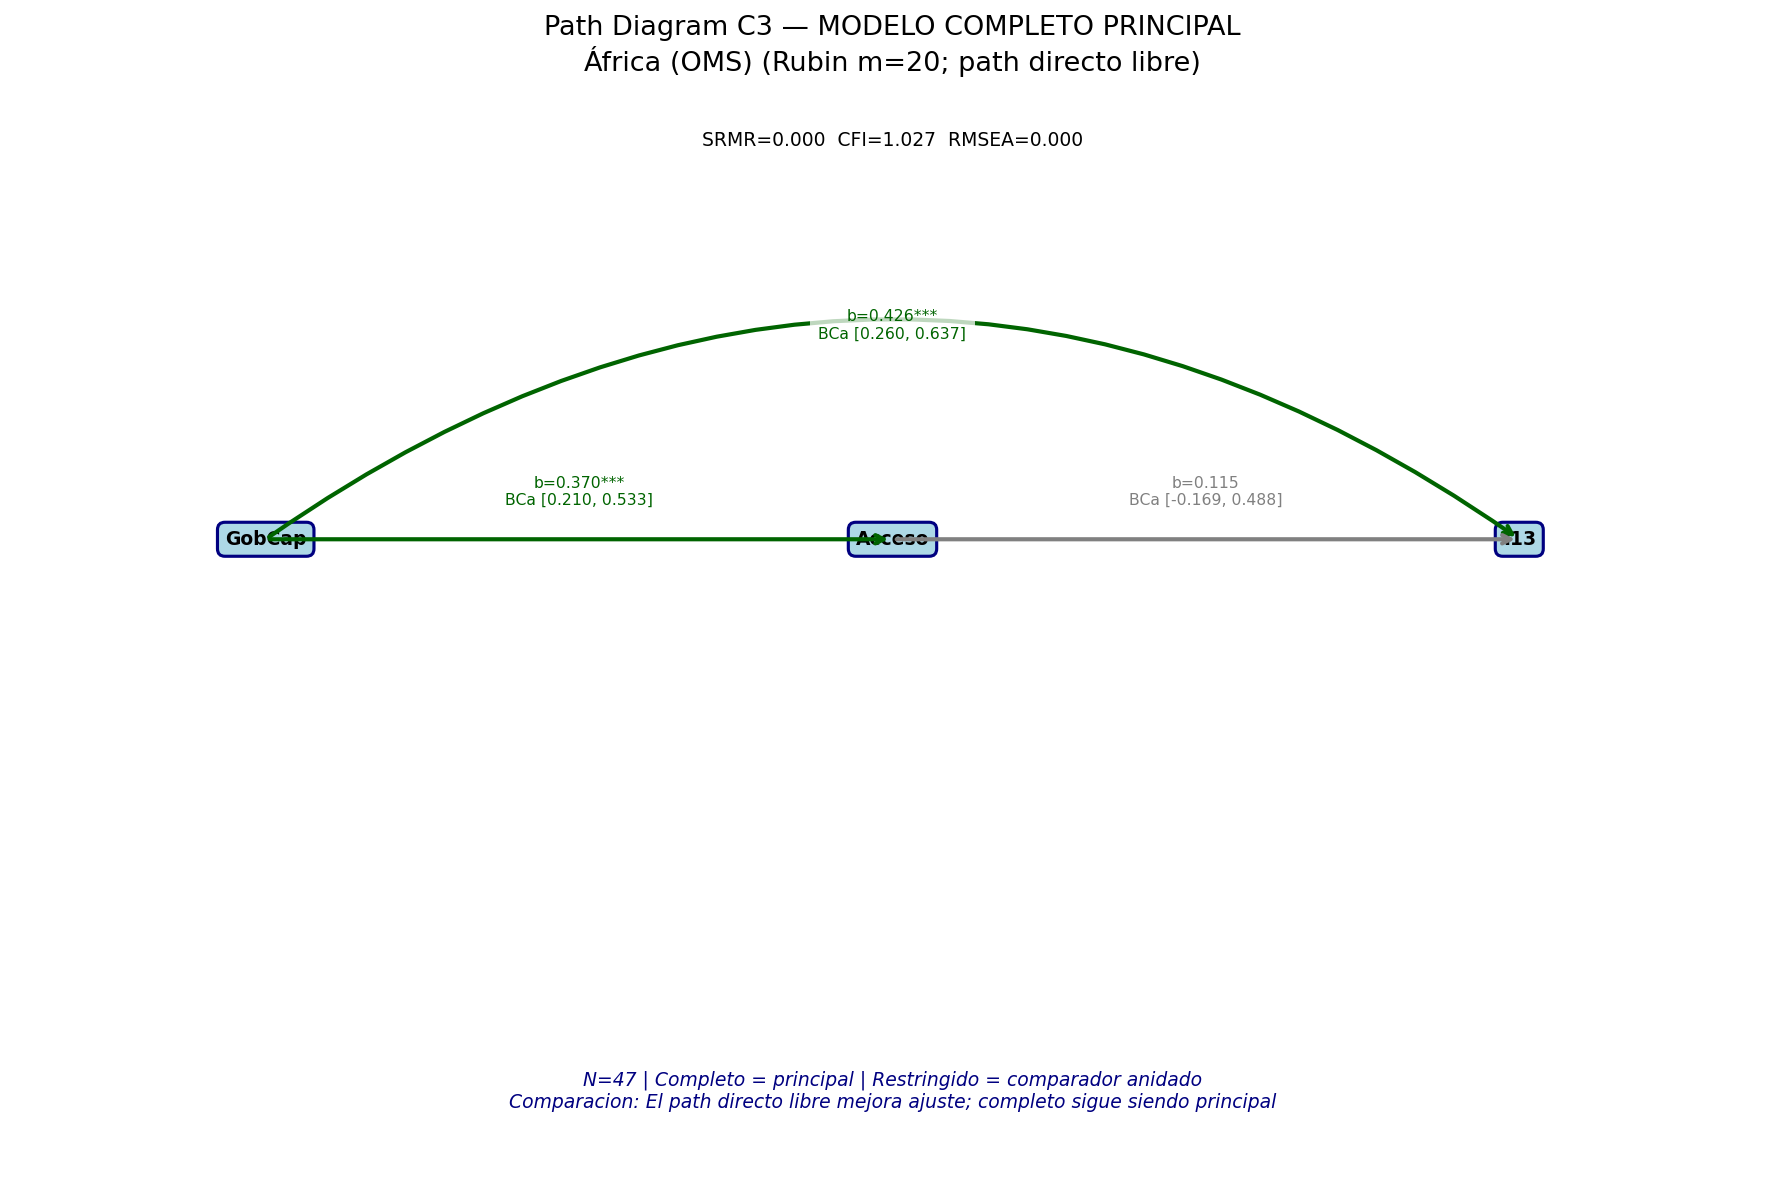 Path Diagram C3 — MODELO COMPLETO PRINCIPAL
África (OMS) (Rubin m=20; path directo libre)
SRMR=0.000  CFI=1.027  RMSEA=0.000
b=0.426***
BCa [0.260, 0.637]
b=0.370***
BCa [0.210, 0.533]
b=0.115
BCa [-0.169, 0.488]
GobCap
Acceso
N=47 | Completo = principal | Restringido = comparador anidado
Comparacion: El path directo libre mejora ajuste; completo sigue siendo principal